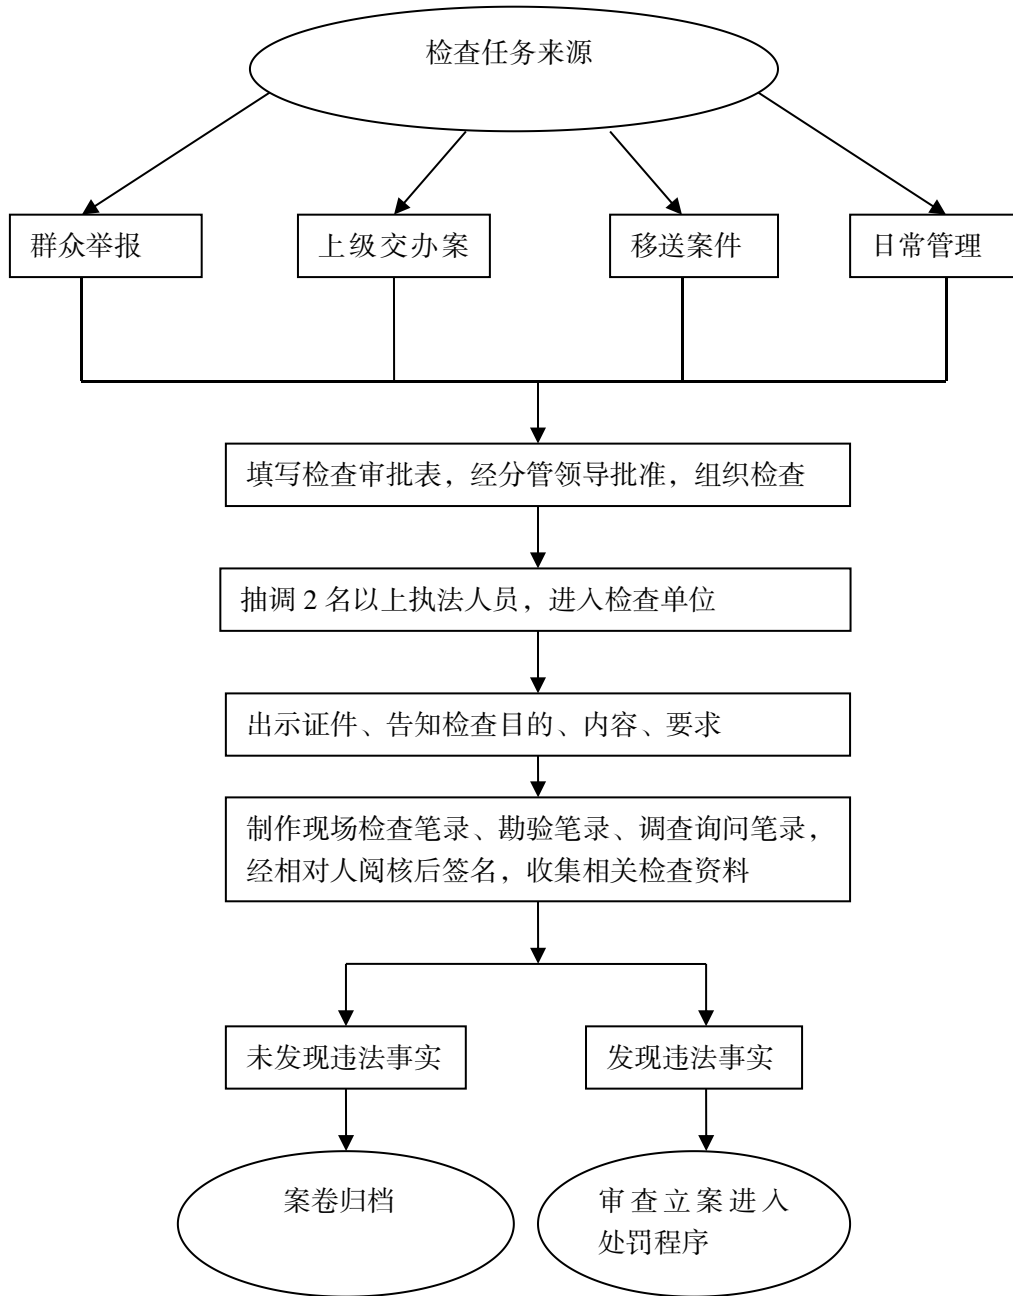 检查任务来源
群众举报
上级交办案
移送案件
日常管理
填写检查审批表，经分管领导批准，组织检查
抽调 2 名以上执法人员，进入检查单位
出示证件、告知检查目的、内容、要求
制作现场检查笔录、勘验笔录、调查询问笔录，
经相对人阅核后签名，收集相关检查资料
未发现违法事实
发现违法事实
案卷归档
审查立案进入
处罚程序